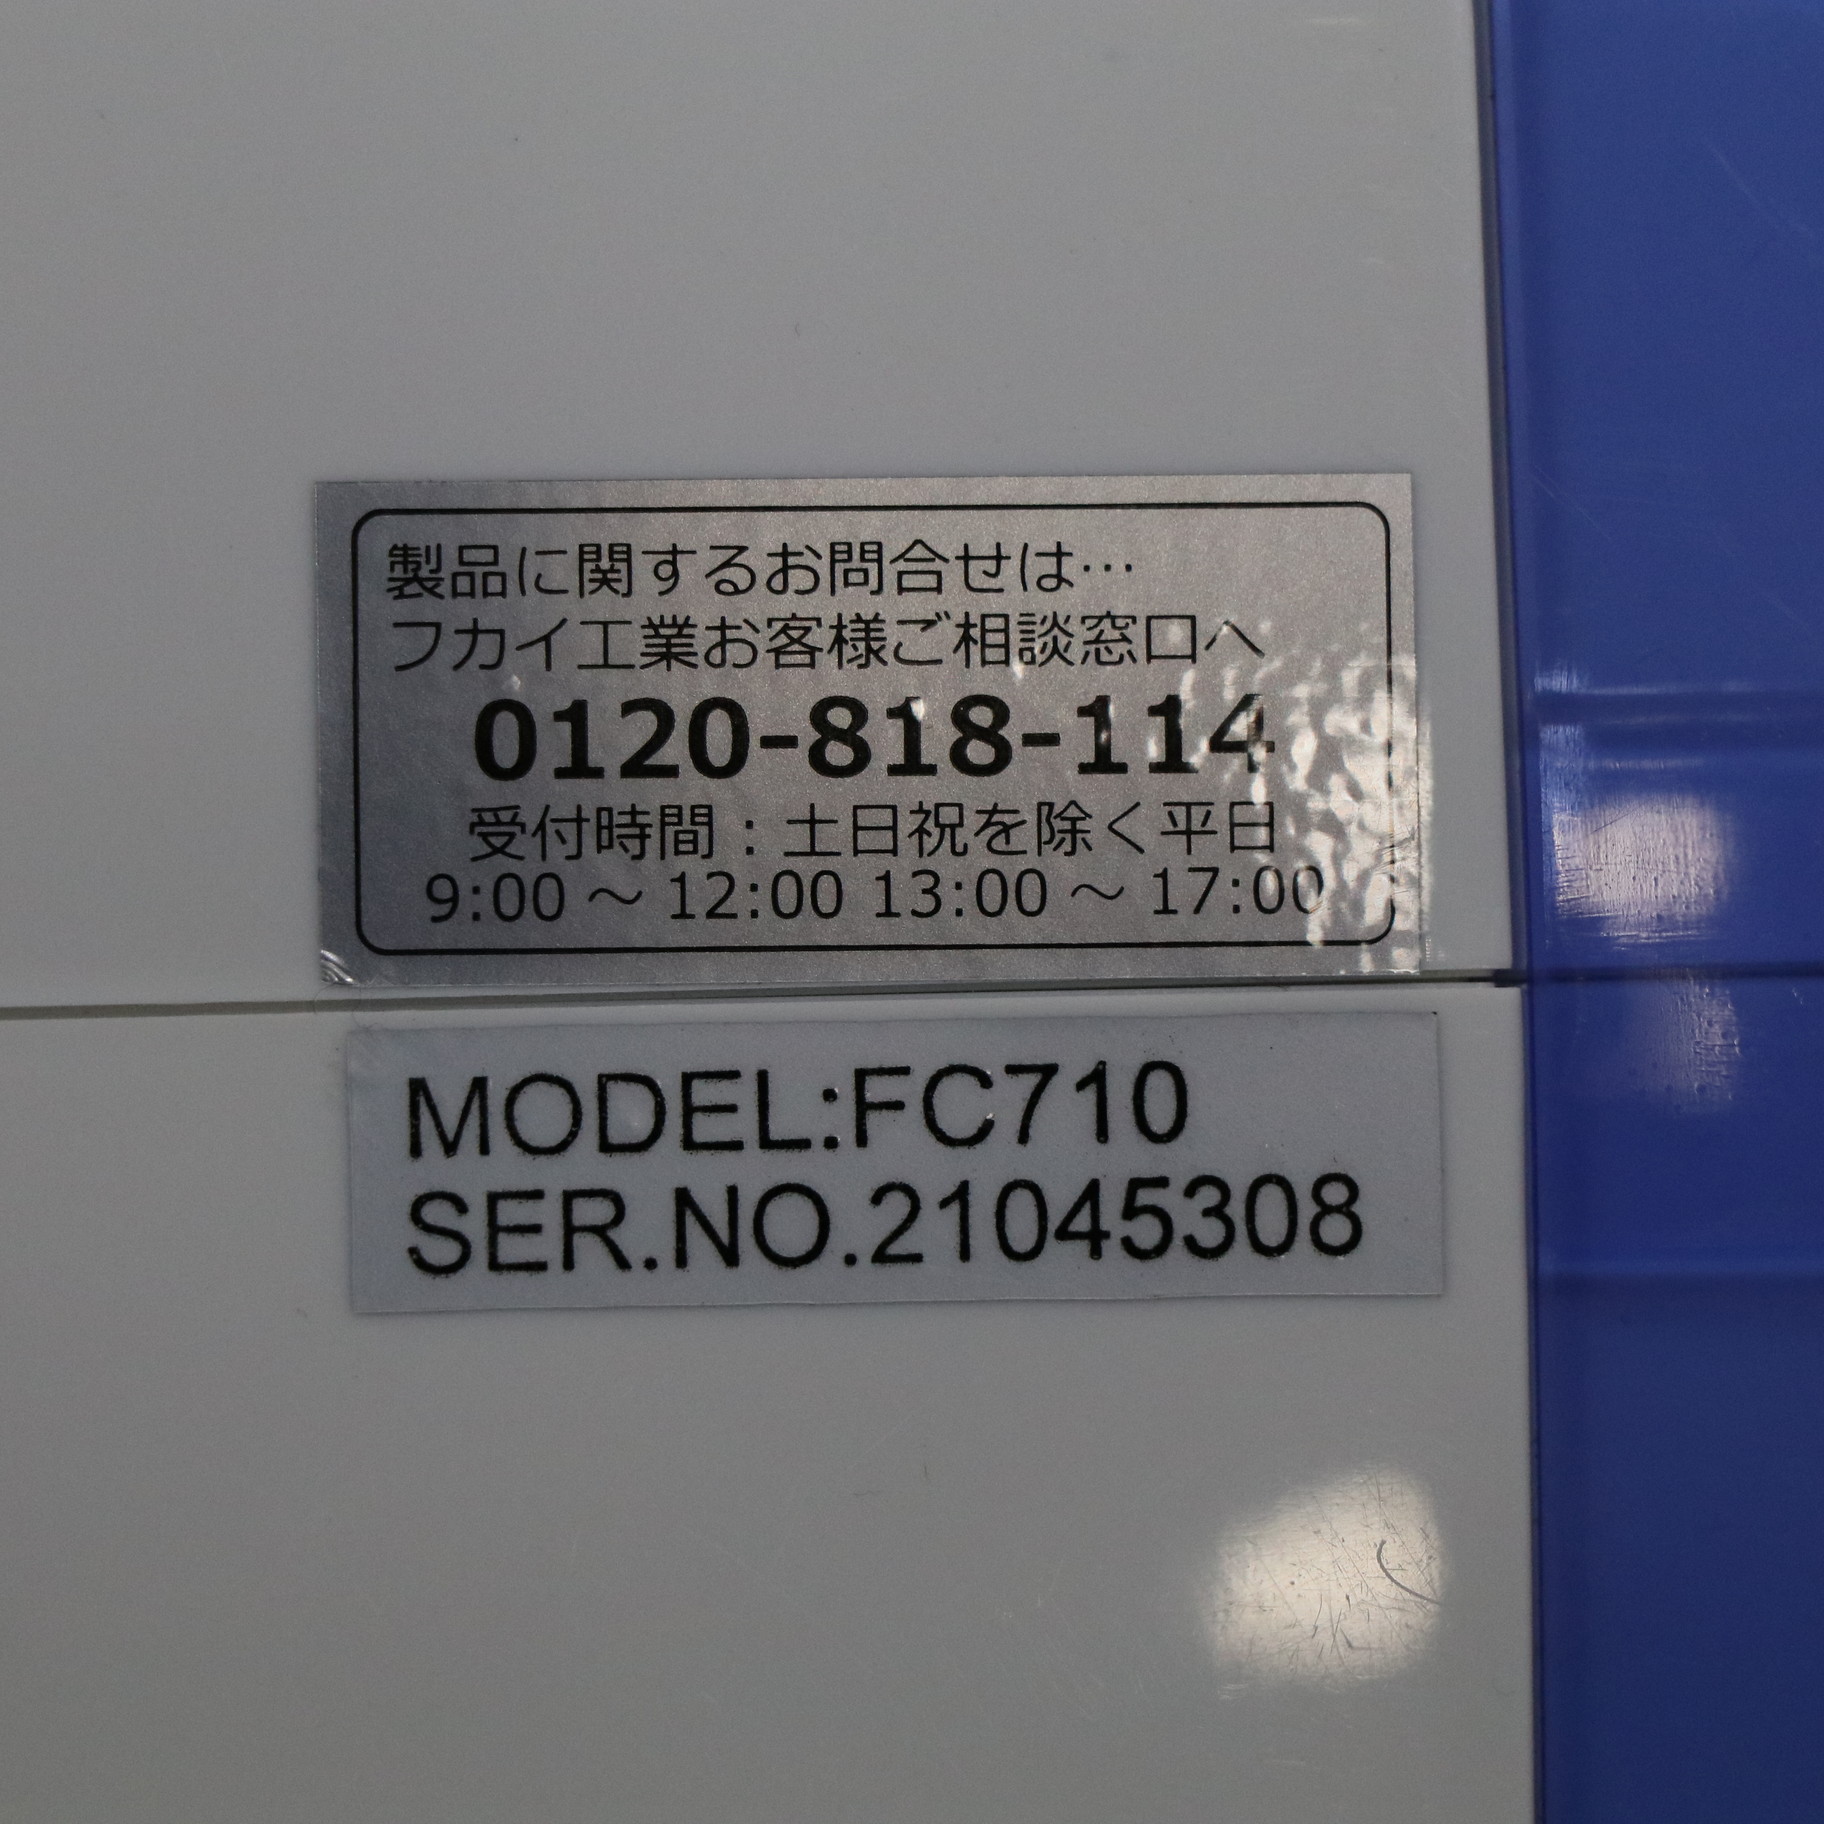 製品に関するお問合せは…
フカイ工業お客様ご相談窓口へ
0120-818-114
受付時間：土日祝を除く平日
9:00 ～ 12:00 13:00 ～ 17:00
MODEL:FC710
SER.NO.21045308